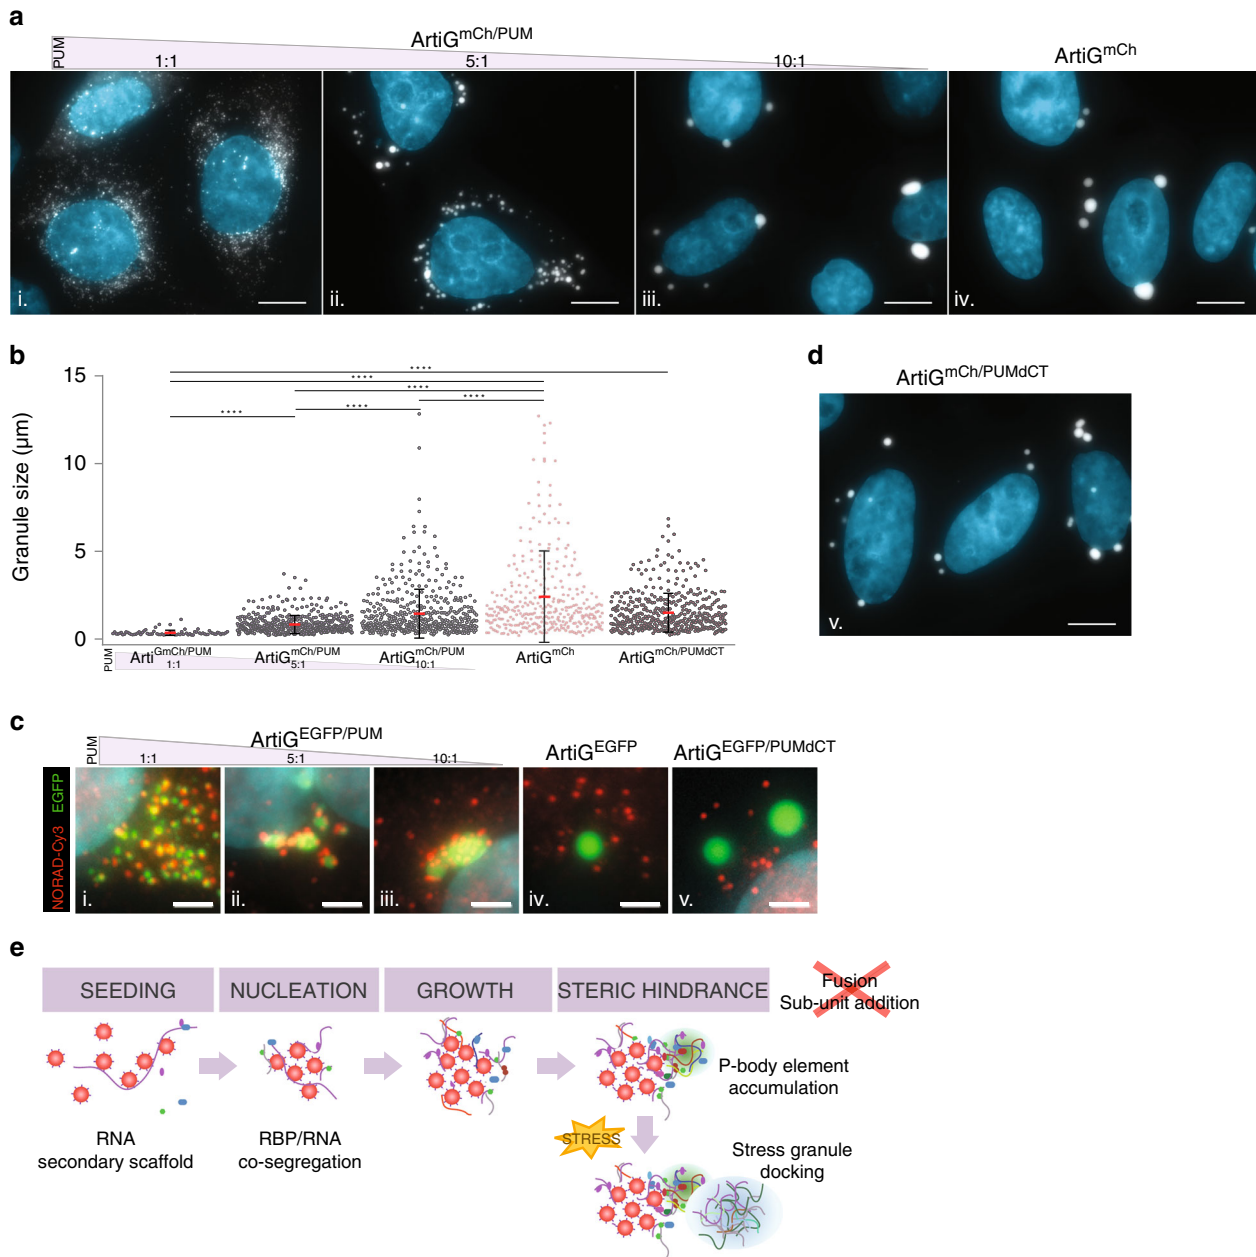 a
ArtiG^mCh/PUM
ArtiG^mCh
PUM
1:1
5:1
10:1
i.
ii.
iii.
iv.
b
Granule size (μm)
15
10
5
0
****
****
****
****
****
****
PUM
Arti^GmCh/PUM
1:1
ArtiG^mCh/PUM
5:1
ArtiG^mCh/PUM
10:1
ArtiG^mCh
ArtiG^mCh/PUMdCT
d
ArtiG^mCh/PUMdCT
v.
c
PUM
ArtiG^EGFP/PUM
1:1
5:1
10:1
ArtiG^EGFP
ArtiG^EGFP/PUMdCT
NORAD-Cy3 EGFP
i.
ii.
iii.
iv.
v.
e
SEEDING
NUCLEATION
GROWTH
STERIC HINDRANCE
Fusion
Sub-unit addition
RNA
secondary scaffold
RBP/RNA
co-segregation
P-body element
accumulation
STRESS
Stress granule
docking